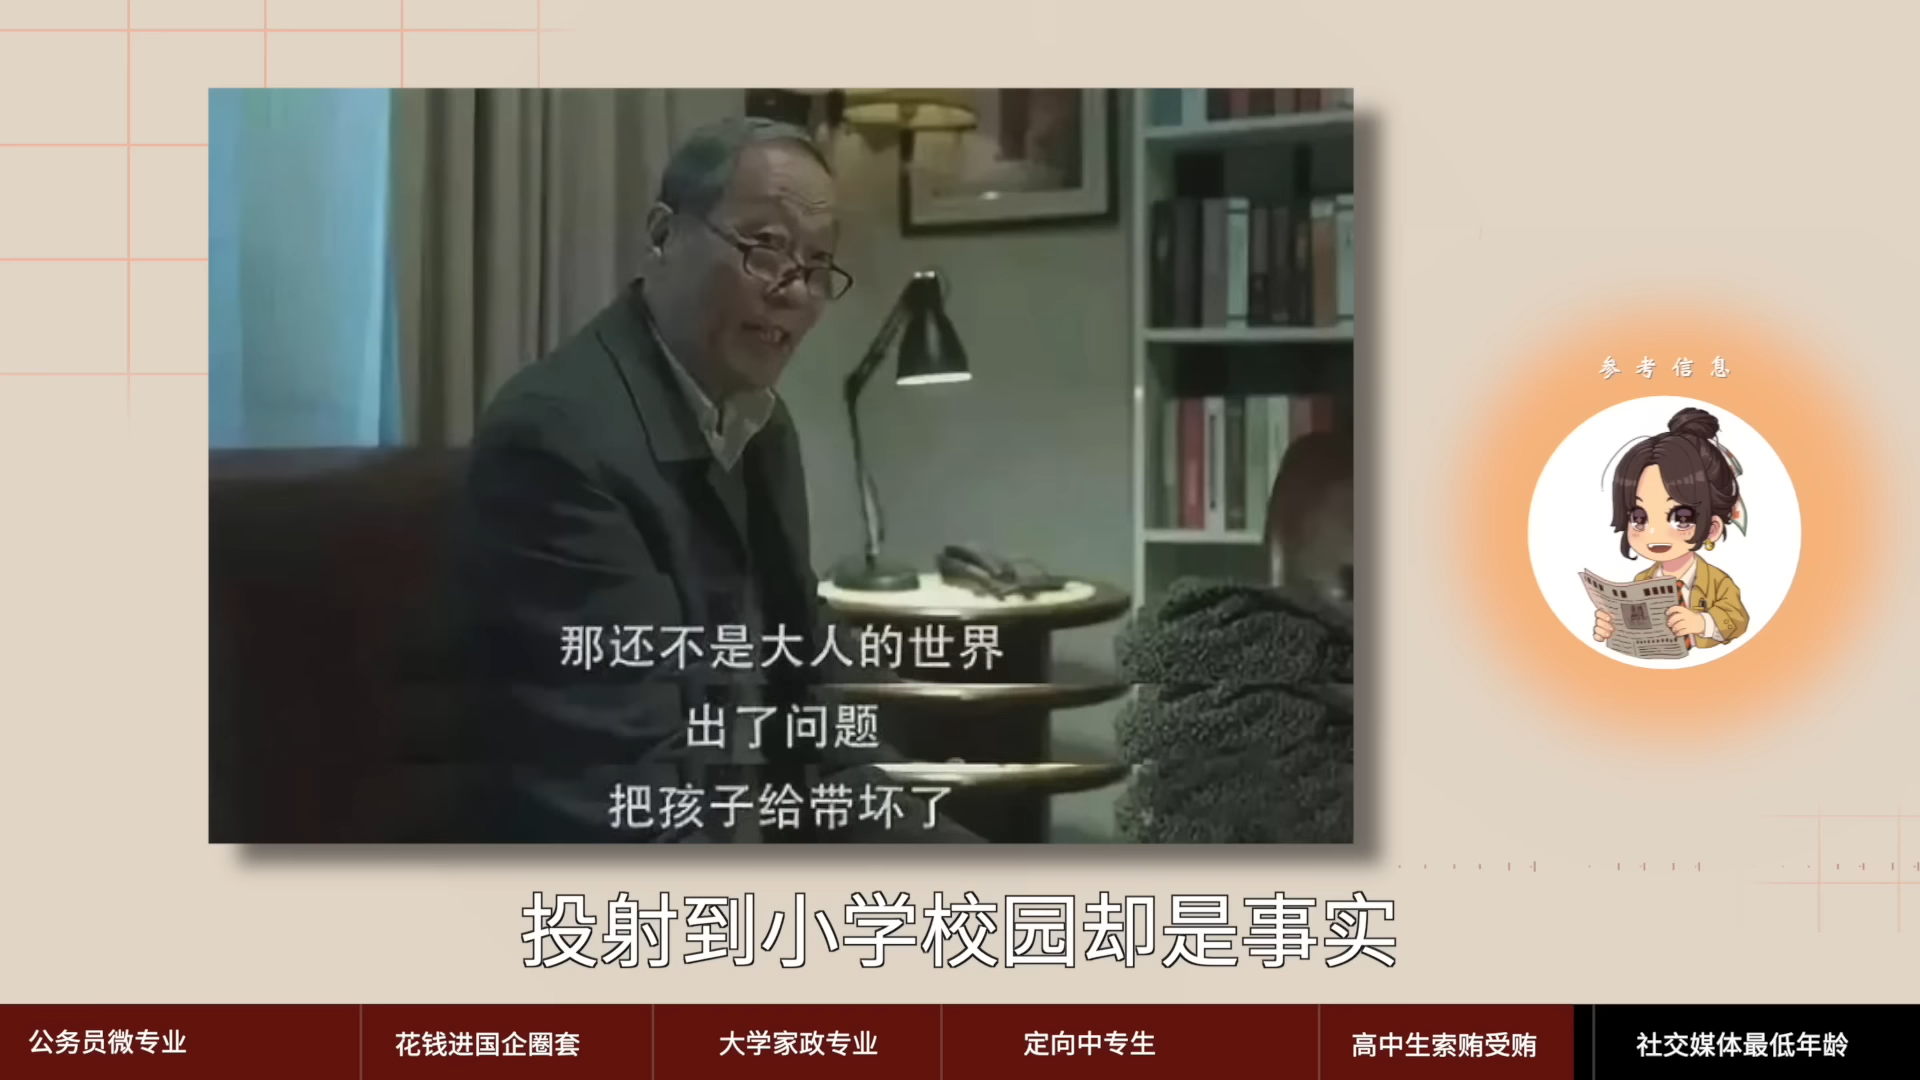 参考信息
那还不是大人的世界
出了问题
把孩子给带坏了
投射到小学校园却是事实
公务员微专业
花钱进国企圈套
大学家政专业
定向中专生
高中生索贿受贿
社交媒体最低年龄